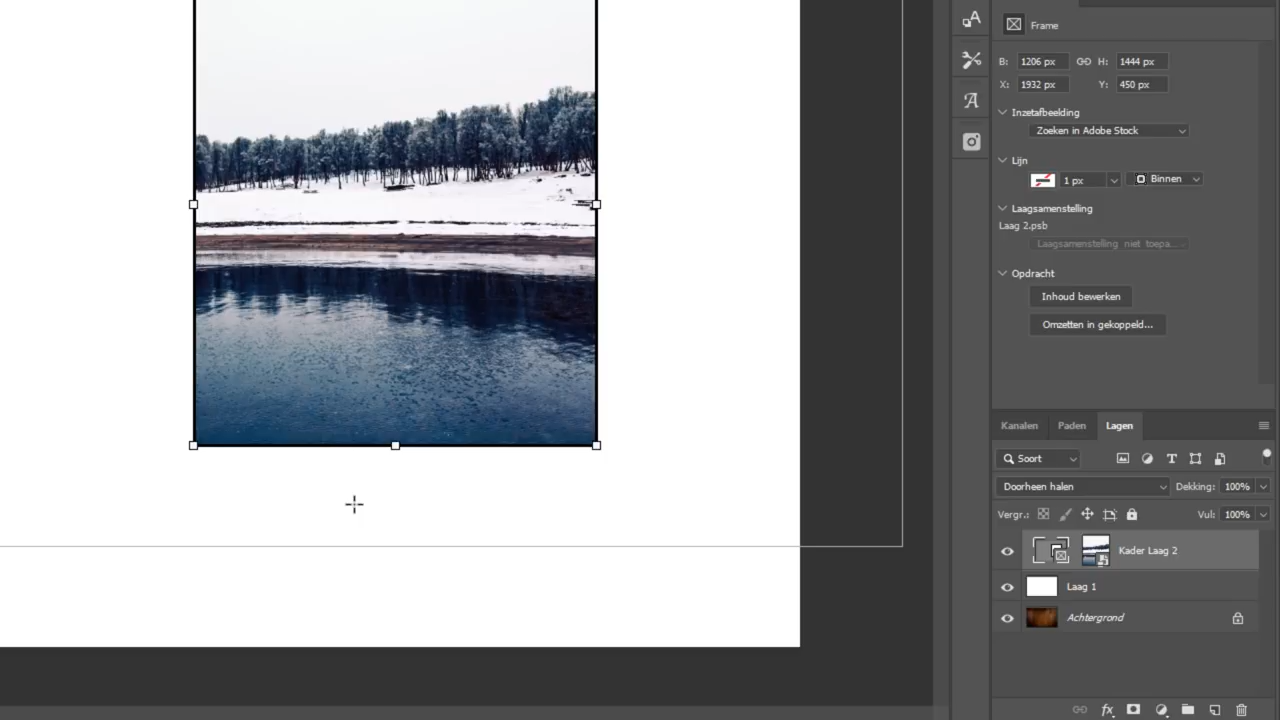 Frame
B: 1206 px H: 1444 px
X: 1932 px Y: 450 px
Inzetafbeelding
Zoeken in Adobe Stock
Lijn
1 px Binnen
Laagsamenstelling
Laag 2.psb
Laagsamenstelling niet toepa...
Opdracht
Inhoud bewerken
Omzetten in gekoppeld...
Kanalen Paden Lagen
Soort
Doorheen halen Dekking: 100%
Vergr.: Vul: 100%
Kader Laag 2
Laag 1
Achtergrond